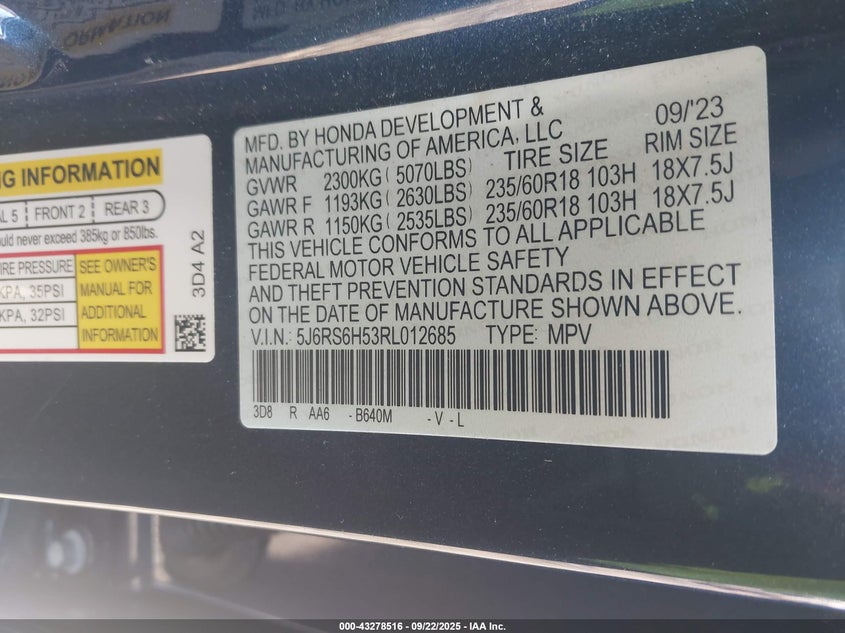 NG INFORMATION
AL 5 | FRONT 2 | REAR 3
ould never exceed 385kg or 850lbs.
IRE PRESSURE
KPA, 35PSI
KPA, 32PSI
SEE OWNER'S
MANUAL FOR
ADDITIONAL
INFORMATION
3D4 A2
MFD. BY HONDA DEVELOPMENT & 09/'23
MANUFACTURING OF AMERICA, LLC
TIRE SIZE RIM SIZE
GVWR 2300KG (5070LBS)
GAWR F 1193KG (2630LBS) 235/60R18 103H 18X7.5J
GAWR R 1150KG (2535LBS) 235/60R18 103H 18X7.5J
THIS VEHICLE CONFORMS TO ALL APPLICABLE
FEDERAL MOTOR VEHICLE SAFETY
AND THEFT PREVENTION STANDARDS IN EFFECT
ON THE DATE OF MANUFACTURE SHOWN ABOVE.
V.I.N.: 5J6RS6H53RL012685 TYPE: MPV
3D8 R AA6 - B640M - V - L
000-43278516 | 09/22/2025 | IAA Inc.